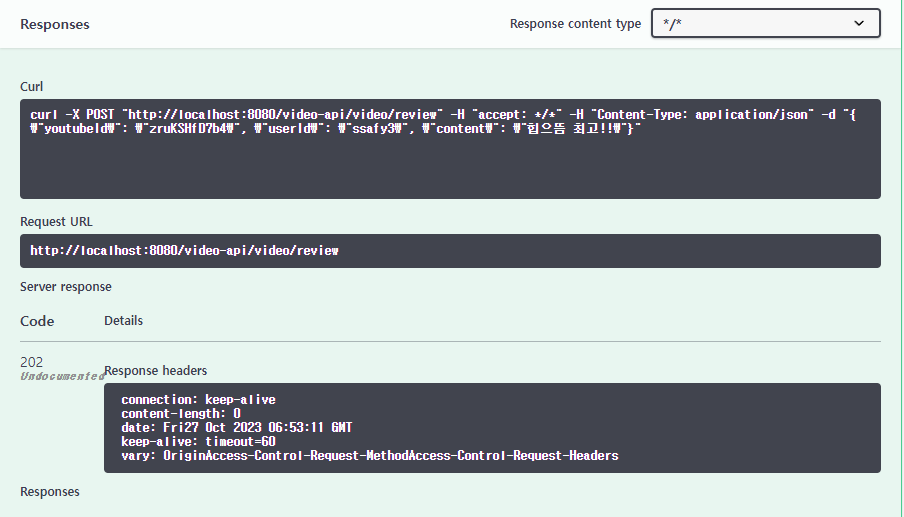 Responses
Response content type
*/*
Curl
curl -X POST "http://localhost:8080/video-api/video/review" -H "accept: */*" -H "Content-Type: application/json" -d "{
₩"youtubeId₩": ₩"zruKSHfD7b4₩", ₩"userId₩": ₩"ssafy3₩", ₩"content₩": ₩"힙으뜸 최고!!₩"}"
Request URL
http://localhost:8080/video-api/video/review
Server response
Code Details
202
Undocumented
Response headers
connection: keep-alive
content-length: 0
date: Fri27 Oct 2023 06:53:11 GMT
keep-alive: timeout=60
vary: OriginAccess-Control-Request-MethodAccess-Control-Request-Headers
Responses